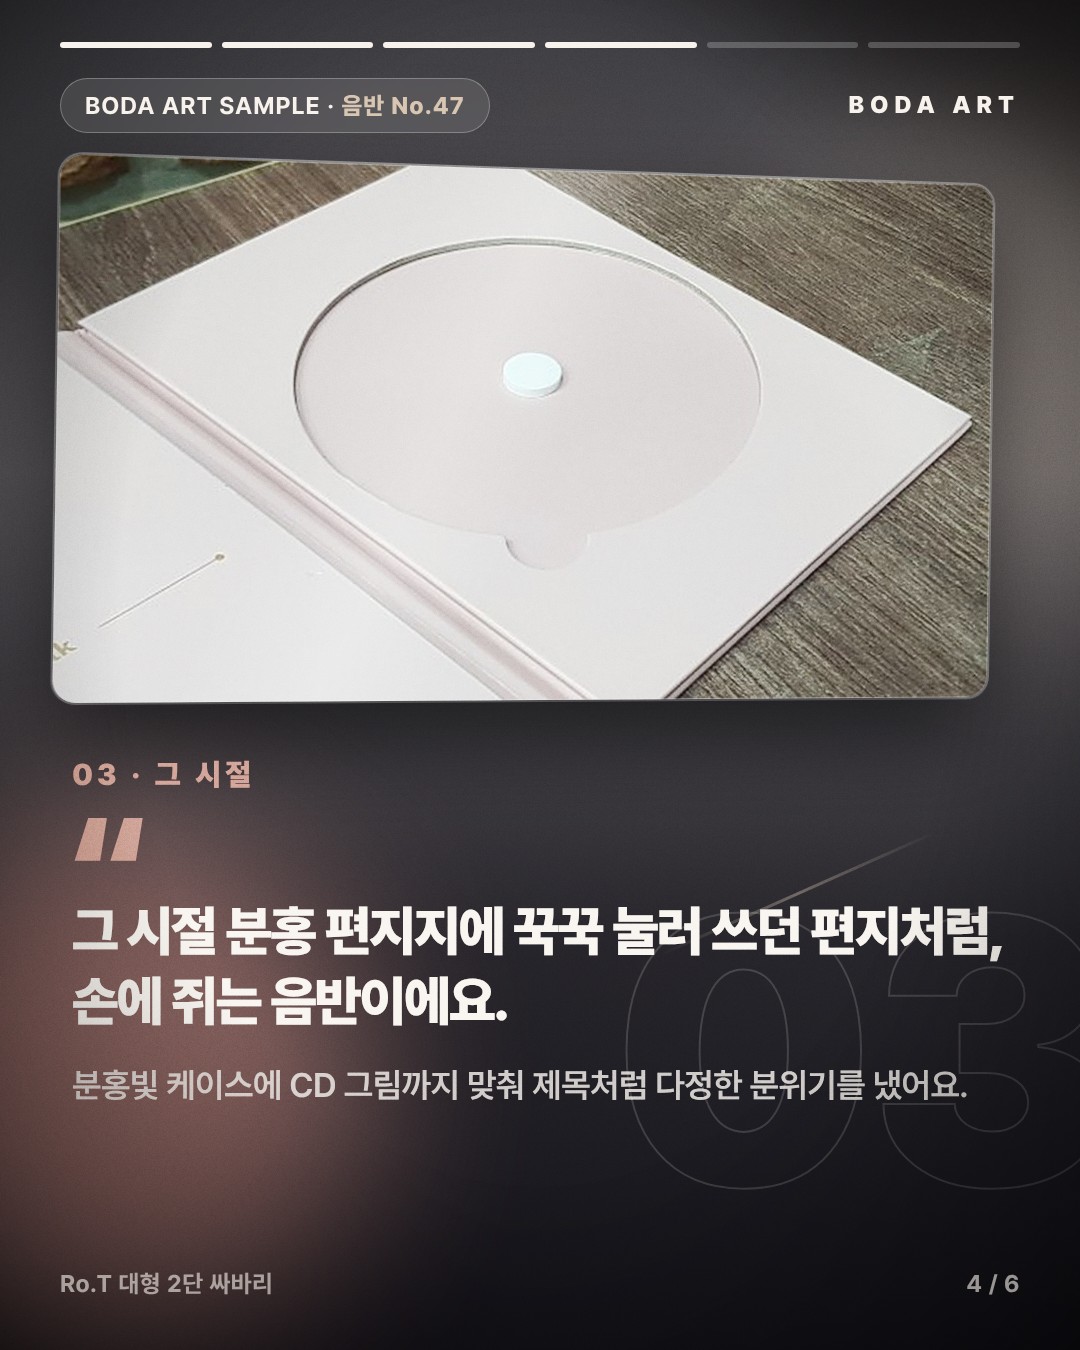 BODA ART SAMPLE · 음반 No.47
BODA ART
03 · 그 시절
“
그 시절 분홍 편지지에 꾹꾹 눌러 쓰던 편지처럼,
손에 쥐는 음반이에요.
분홍빛 케이스에 CD 그림까지 맞춰 제목처럼 다정한 분위기를 냈어요.
03
Ro.T 대형 2단 싸바리
4 / 6